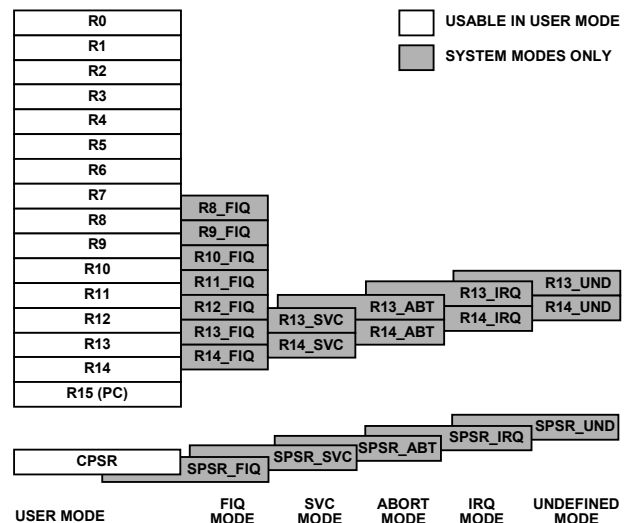 R0
R1
R2
R3
R4
R5
R6
R7
R8
R9
R10
R11
R12
R13
R14
R15 (PC)
USABLE IN USER MODE
SYSTEM MODES ONLY
R8_FIQ
R9_FIQ
R10_FIQ
R11_FIQ
R12_FIQ
R13_FIQ
R14_FIQ
R13_SVC
R14_SVC
R13_ABT
R14_ABT
R13_IRQ
R14_IRQ
R13_UND
R14_UND
CPSR
SPSR_FIQ
SPSR_SVC
SPSR_ABT
SPSR_IRQ
SPSR_UND
USER MODE
FIQ
MODE
SVC
MODE
ABORT
MODE
IRQ
MODE
UNDEFINED
MODE